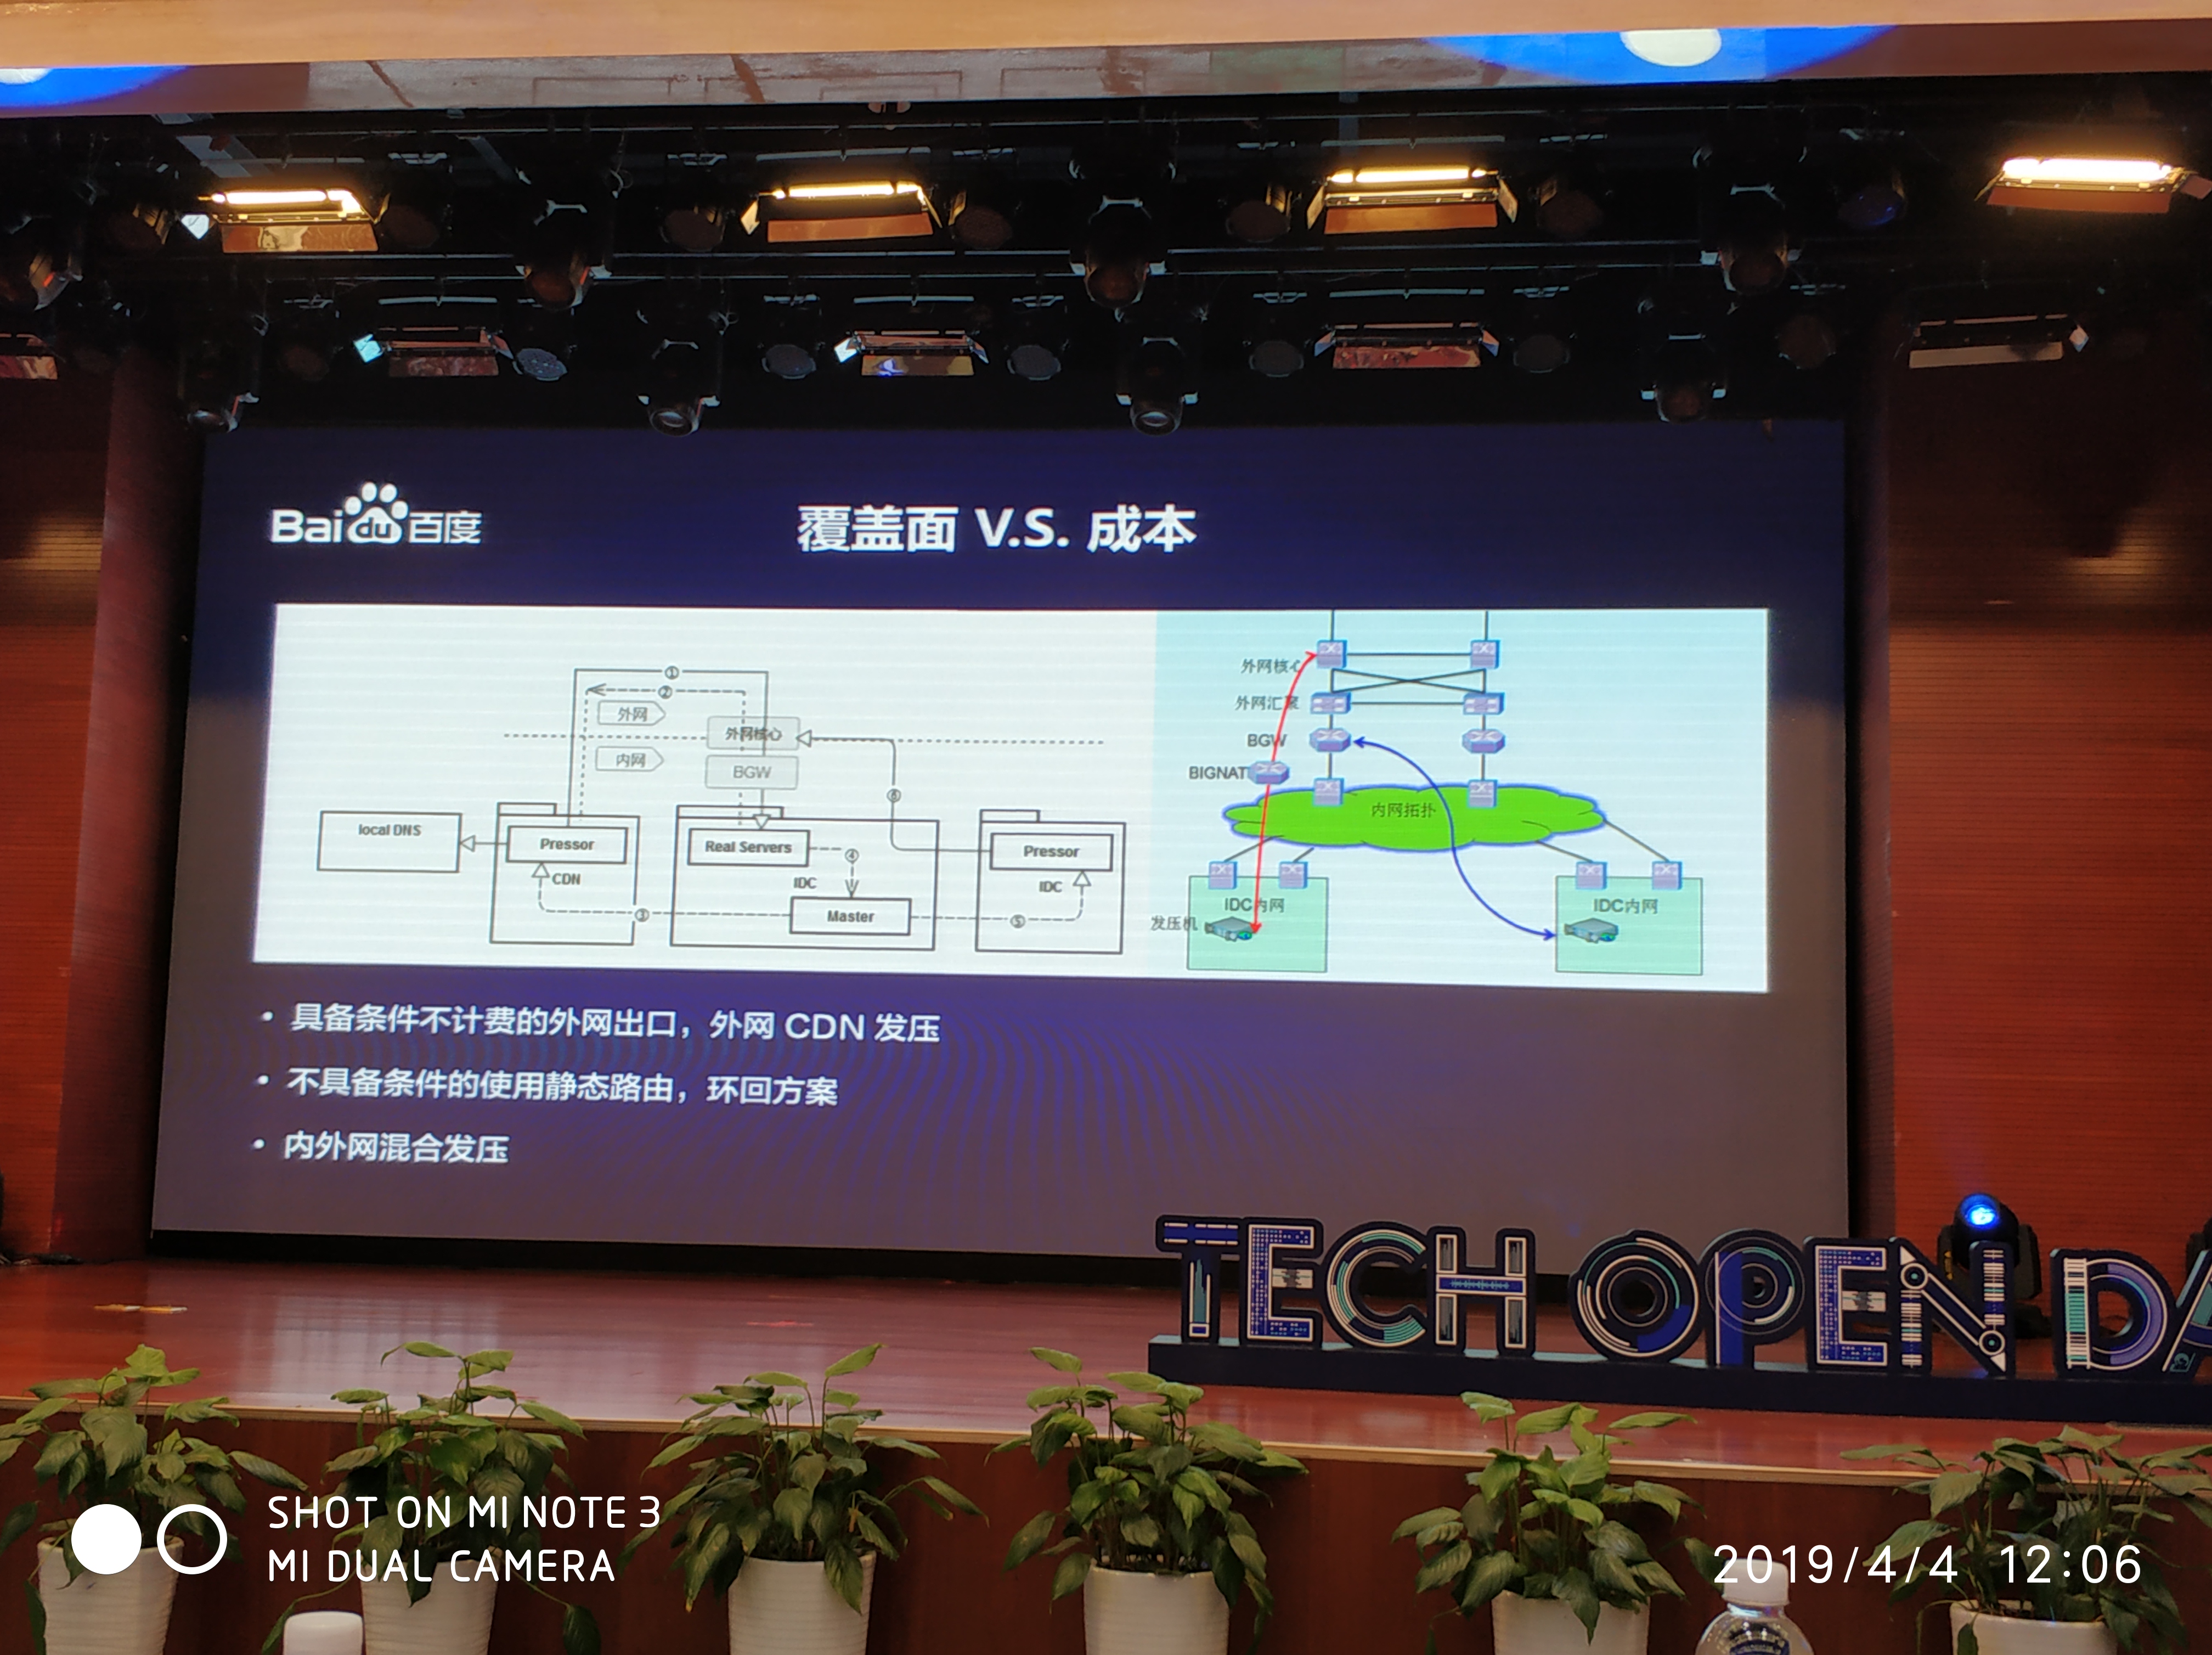 Baidu百度
覆盖面 V.S. 成本
①
②
外网
外网核心
内网
BGW
⑥
local DNS
Pressor
CDN
Real Servers
④
IDC
Master
③
⑤
Pressor
IDC
外网核心
外网汇聚
BGW
BIGNAT
内网拓扑
IDC内网
发压机
IDC内网
• 具备条件不计费的外网出口，外网 CDN 发压
• 不具备条件的使用静态路由，环回方案
• 内外网混合发压
TECH OPEN DA
SHOT ON MI NOTE 3
MI DUAL CAMERA
2019/4/4 12:06